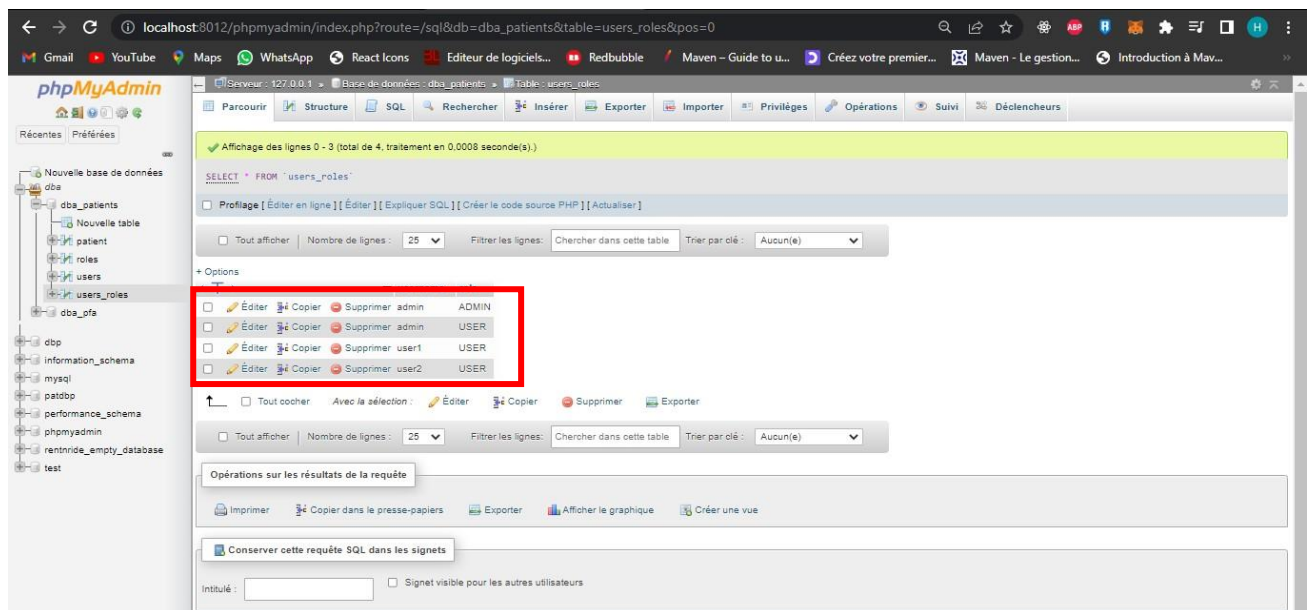 localhost:8012/phpmyadmin/index.php?route=/sql&db=dba_patients&table=users_roles&pos=0
Gmail YouTube Maps WhatsApp React Icons Editeur de logiciels... Redbubble Maven – Guide to u... Créez votre premier... Maven - Le gestion... Introduction à Mav...
phpMyAdmin
Récentes Préférées
Nouvelle base de données
dba
dba_patients
Nouvelle table
patient
roles
users
users_roles
dba_pfa
dbp
information_schema
mysql
patdbp
performance_schema
phpmyadmin
rentnride_empty_database
test
Serveur : 127.0.0.1 » Base de données : dba_patients » Table : users_roles
Parcourir Structure SQL Rechercher Insérer Exporter Importer Privilèges Opérations Suivi Déclencheurs
Affichage des lignes 0 - 3 (total de 4, traitement en 0,0008 seconde(s).)
SELECT * FROM `users_roles`
Profilage [ Éditer en ligne ] [ Éditer ] [ Expliquer SQL ] [ Créer le code source PHP ] [ Actualiser ]
Tout afficher | Nombre de lignes : 25 Filtrer les lignes: Chercher dans cette table Trier par clé : Aucun(e)
+ Options
Éditer Copier Supprimer admin ADMIN
Éditer Copier Supprimer admin USER
Éditer Copier Supprimer user1 USER
Éditer Copier Supprimer user2 USER
Tout cocher Avec la sélection : Éditer Copier Supprimer Exporter
Tout afficher | Nombre de lignes : 25 Filtrer les lignes: Chercher dans cette table Trier par clé : Aucun(e)
Opérations sur les résultats de la requête
Imprimer Copier dans le presse-papiers Exporter Afficher le graphique Créer une vue
Conserver cette requête SQL dans les signets
Intitulé : Signet visible pour les autres utilisateurs